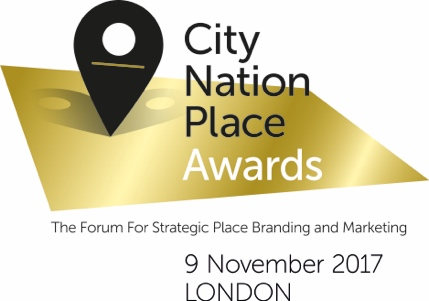 City
Nation
Place
Awards
The Forum For Strategic Place Branding and Marketing
9 November 2017
LONDON